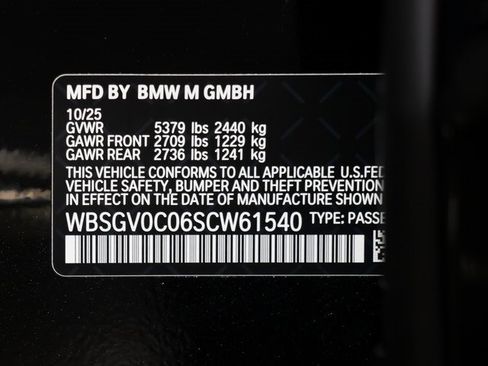 MFD BY BMW M GMBH
10/25
GVWR 5379 lbs 2440 kg
GAWR FRONT 2709 lbs 1229 kg
GAWR REAR 2736 lbs 1241 kg
THIS VEHICLE CONFORMS TO ALL APPLICABLE U.S.FED
VEHICLE SAFETY, BUMPER AND THEFT PREVENTION
IN EFFECT ON THE DATE OF MANUFACTURE SHOWN
WBSGV0C06SCW61540 TYPE: PASSE